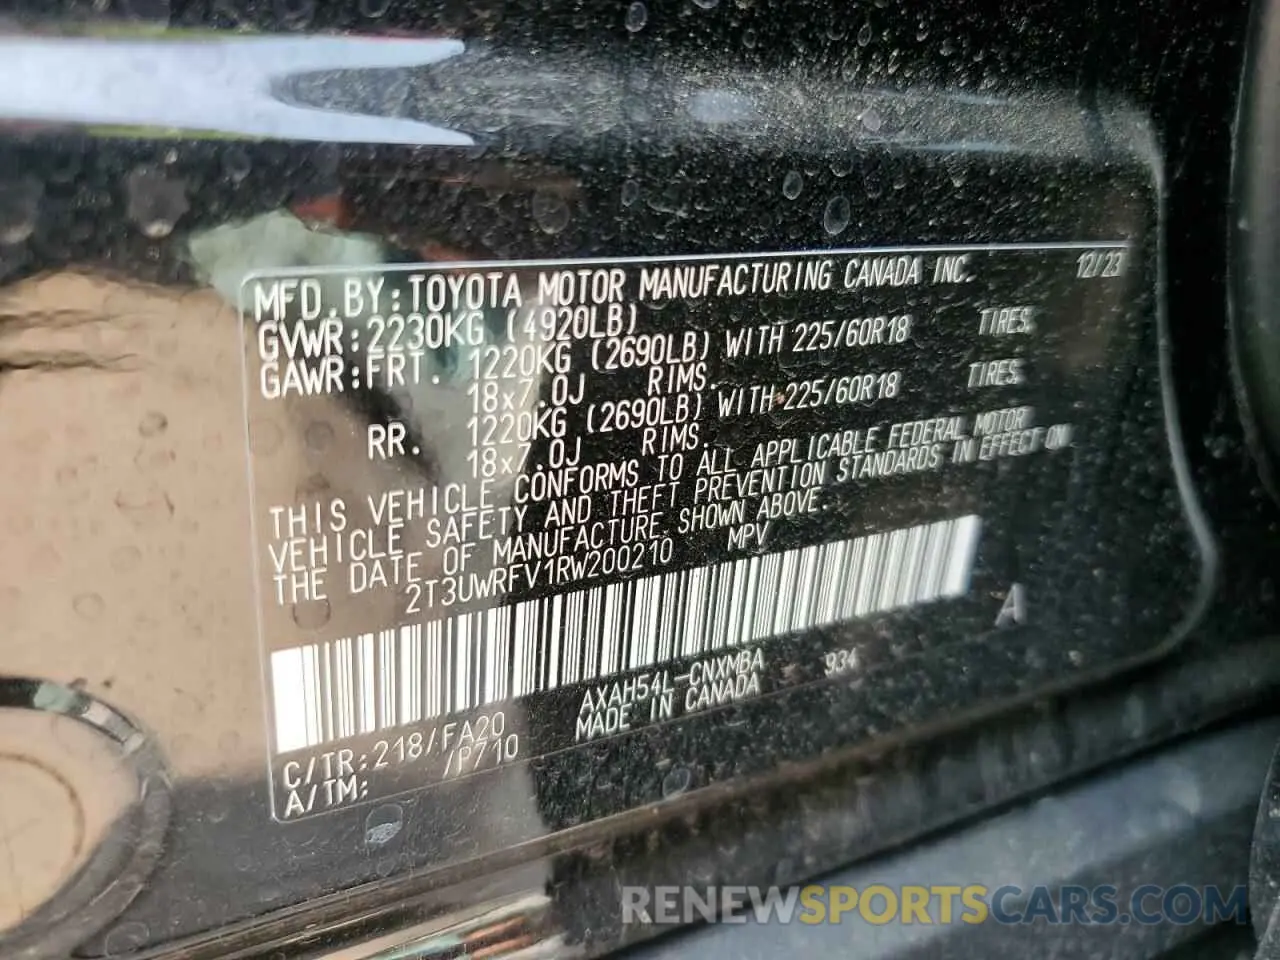 MFD. BY: TOYOTA MOTOR MANUFACTURING CANADA INC. 12/23
GVWR: 2230KG (4920LB)
GAWR: FRT. 1220KG (2690LB) WITH 225/60R18 TIRES
18x7.0J RIMS.
RR. 1220KG (2690LB) WITH 225/60R18 TIRES
18x7.0J RIMS.
THIS VEHICLE CONFORMS TO ALL APPLICABLE FEDERAL MOTOR
VEHICLE SAFETY AND THEFT PREVENTION STANDARDS IN EFFECT ON
THE DATE OF MANUFACTURE SHOWN ABOVE.
2T3UWRFV1RW200210 MPV
A
C/TR: 218/FA20 AXAH54L-CNXMBA 934
A/TM: /P710 MADE IN CANADA
RENEWSPORTSCARS.COM